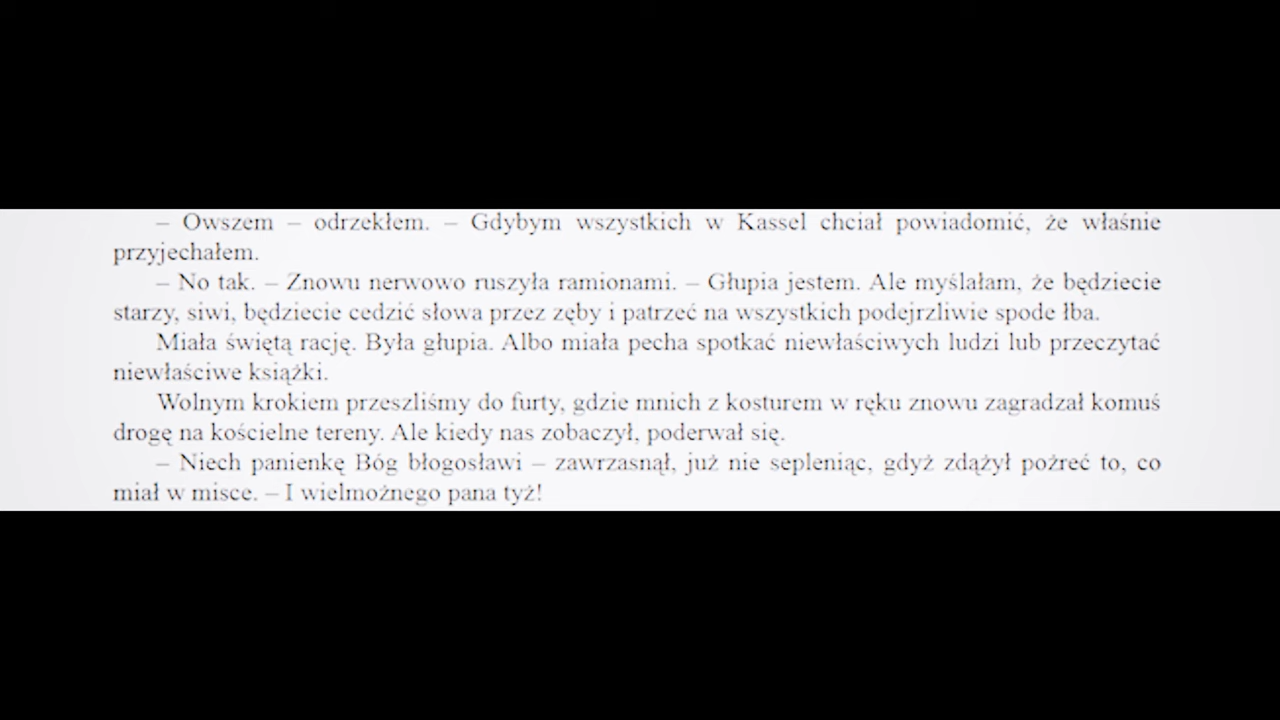 – Owszem – odrzekłem. – Gdybym wszystkich w Kassel chciał powiadomić, że właśnie
przyjechałem.
– No tak. – Znowu nerwowo ruszyła ramionami. – Głupia jestem. Ale myślałam, że będziecie
starzy, siwi, będziecie cedzić słowa przez zęby i patrzeć na wszystkich podejrzliwie spode łba.
Miała świętą rację. Była głupia. Albo miała pecha spotkać niewłaściwych ludzi lub przeczytać
niewłaściwe książki.
Wolnym krokiem przeszliśmy do furty, gdzie mnich z kosturem w ręku znowu zagradzał komuś
drogę na kościelne tereny. Ale kiedy nas zobaczył, poderwał się.
– Niech panienkę Bóg błogosławi – zawrzasnął, już nie sepleniąc, gdyż zdążył pożreć to, co
miał w misce. – I wielmożnego pana tyż!